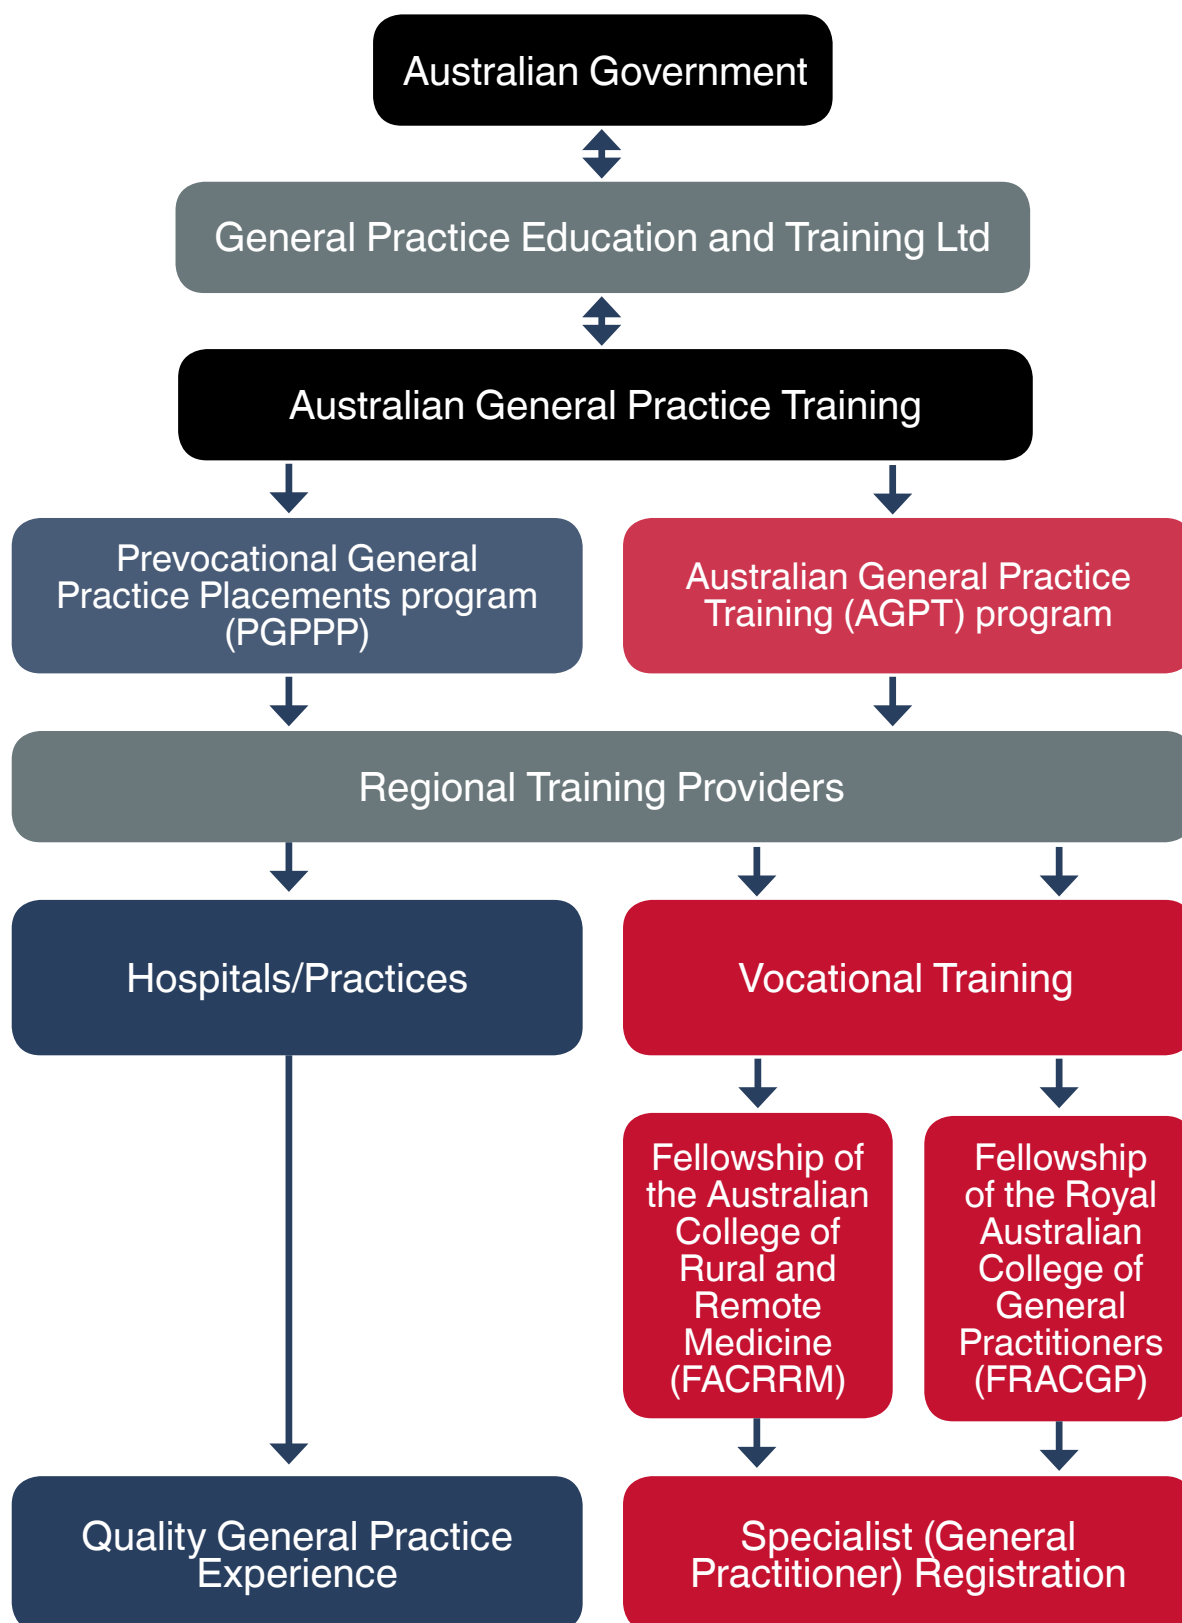 Australian Government
General Practice Education and Training Ltd
Australian General Practice Training
Prevocational General
Practice Placements program
(PGPPP)
Australian General Practice
Training (AGPT) program
Regional Training Providers
Hospitals/Practices
Vocational Training
Fellowship of
the Australian
College of
Rural and
Remote
Medicine
(FACRRM)
Fellowship
of the Royal
Australian
College of
General
Practitioners
(FRACGP)
Quality General Practice
Experience
Specialist (General
Practitioner) Registration